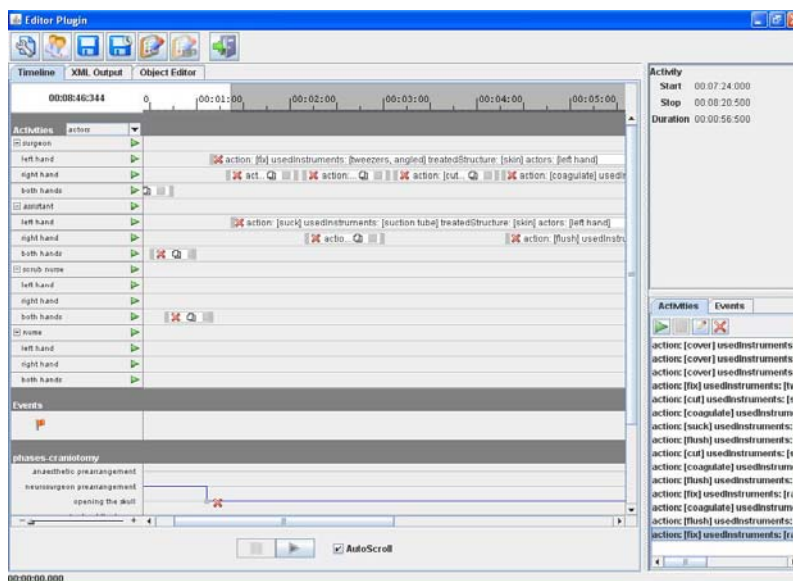 Editor Plugin
Timeline XML Output Object Editor
00:08:46:344 0 00:01:00 00:02:00 00:03:00 00:04:00 00:05:00
Activities actors
surgeon
left hand action: [fix] usedInstruments: [tweezers, angled] treatedStructure: [skin] actors: [left hand]
right hand act... action:... action: [cut... action: [coagulate] usedIn
both hands
assistant
left hand action: [suck] usedInstruments: [suction tube] treatedStructure: [skin] actors: [left hand]
right hand actio... action: [flush] usedInstru
both hands
scrub nurse
left hand
right hand
both hands
nurse
left hand
right hand
both hands
Events
phases-craniotomy
anaesthetic prearrangement
neurosurgeon prearrangement
opening the skull
AutoScroll
00:00:00.000
Activity
Start 00:07:24:000
Stop 00:08:20:500
Duration 00:00:56:500
Activities Events
action: [cover] usedInstruments
action: [cover] usedInstruments
action: [cover] usedInstruments
action: [fix] usedInstruments: [tw
action: [cut] usedInstruments: [s
action: [coagulate] usedInstrum
action: [suck] usedInstruments:
action: [flush] usedInstruments:
action: [cut] usedInstruments: [s
action: [coagulate] usedInstrum
action: [flush] usedInstruments:
action: [fix] usedInstruments: [ra
action: [coagulate] usedInstrum
action: [flush] usedInstruments:
action: [fix] usedInstruments: [ra